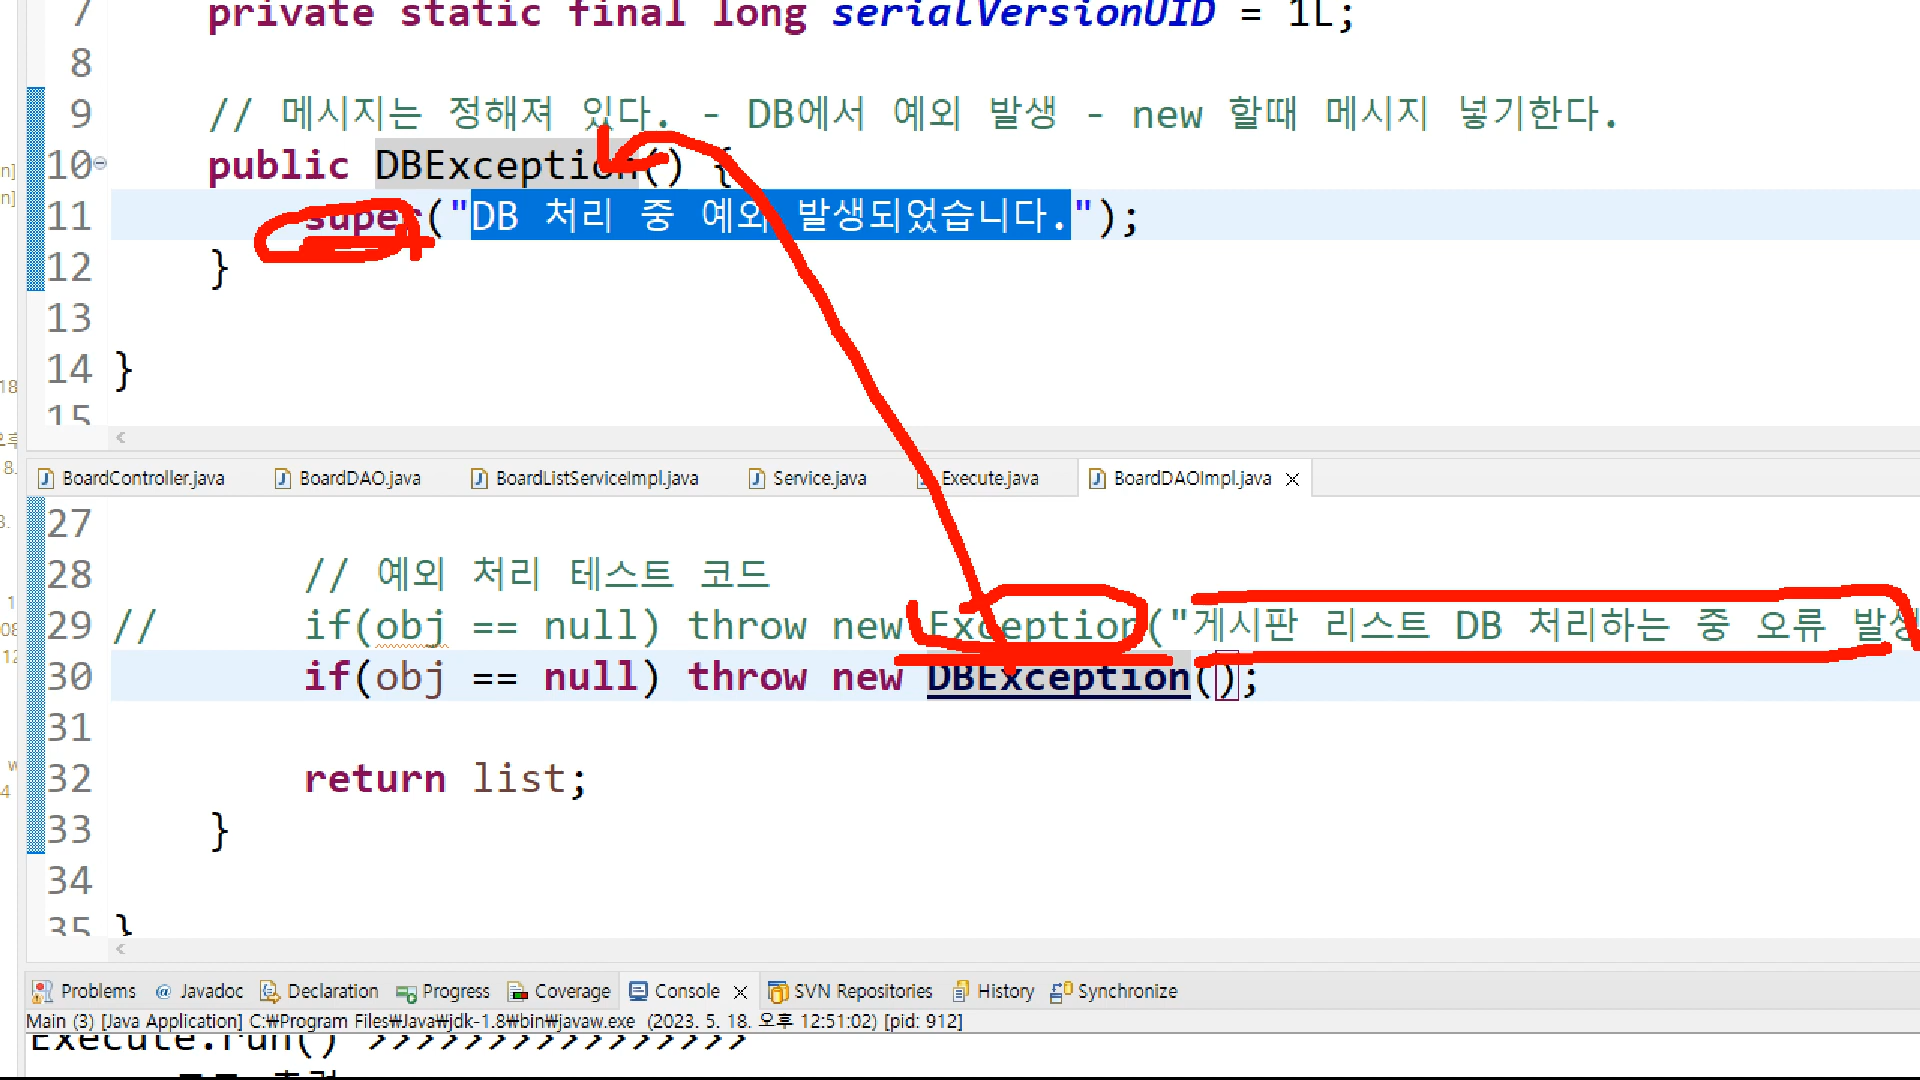 7 private static final long serialVersionUID = 1L;
8
9 // 메시지는 정해져 있다. - DB에서 예외 발생 - new 할때 메시지 넣기한다.
10 public DBException() {
11 super("DB 처리 중 예외 발생되었습니다.");
12 }
13
14 }
15
BoardController.java BoardDAO.java BoardListServiceImpl.java Service.java Execute.java BoardDAOImpl.java
27
28 // 예외 처리 테스트 코드
29 // if(obj == null) throw new Exception("게시판 리스트 DB 처리하는 중 오류 발생
30 if(obj == null) throw new DBException();
31
32 return list;
33 }
34
35 }
Problems Javadoc Declaration Progress Coverage Console SVN Repositories History Synchronize
Main (3) [Java Application] C:₩Program Files₩Java₩jdk-1.8₩bin₩javaw.exe (2023. 5. 18. 오후 12:51:02) [pid: 912]
Execute.run() >>>>>>>>>>>>>>>>